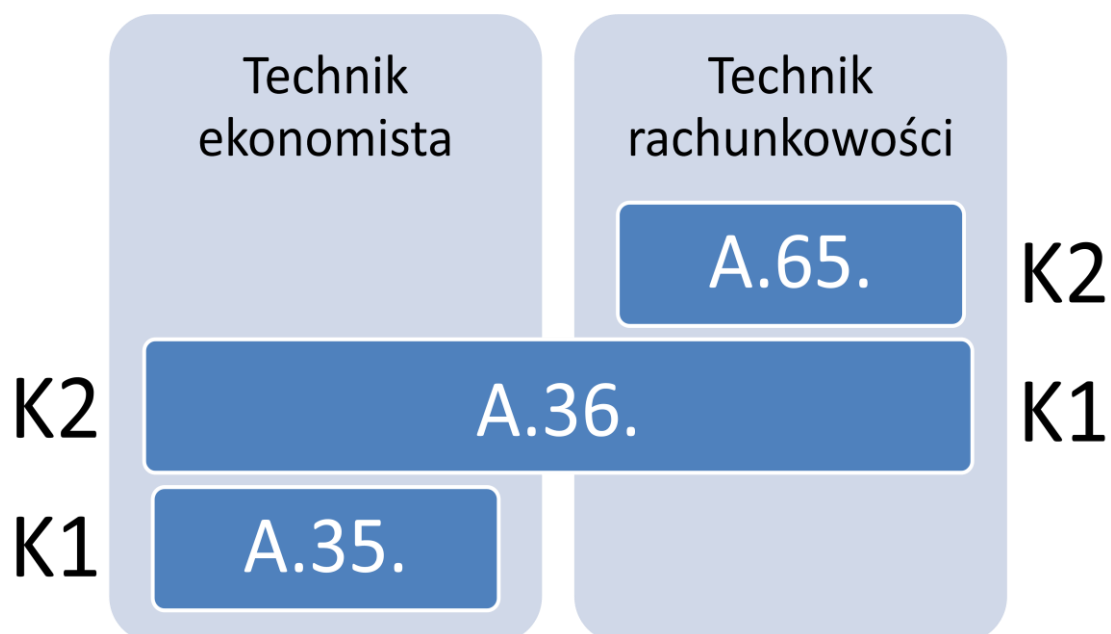 Technik
ekonomista
Technik
rachunkowości
A.65.
K2
K2
A.36.
K1
K1
A.35.